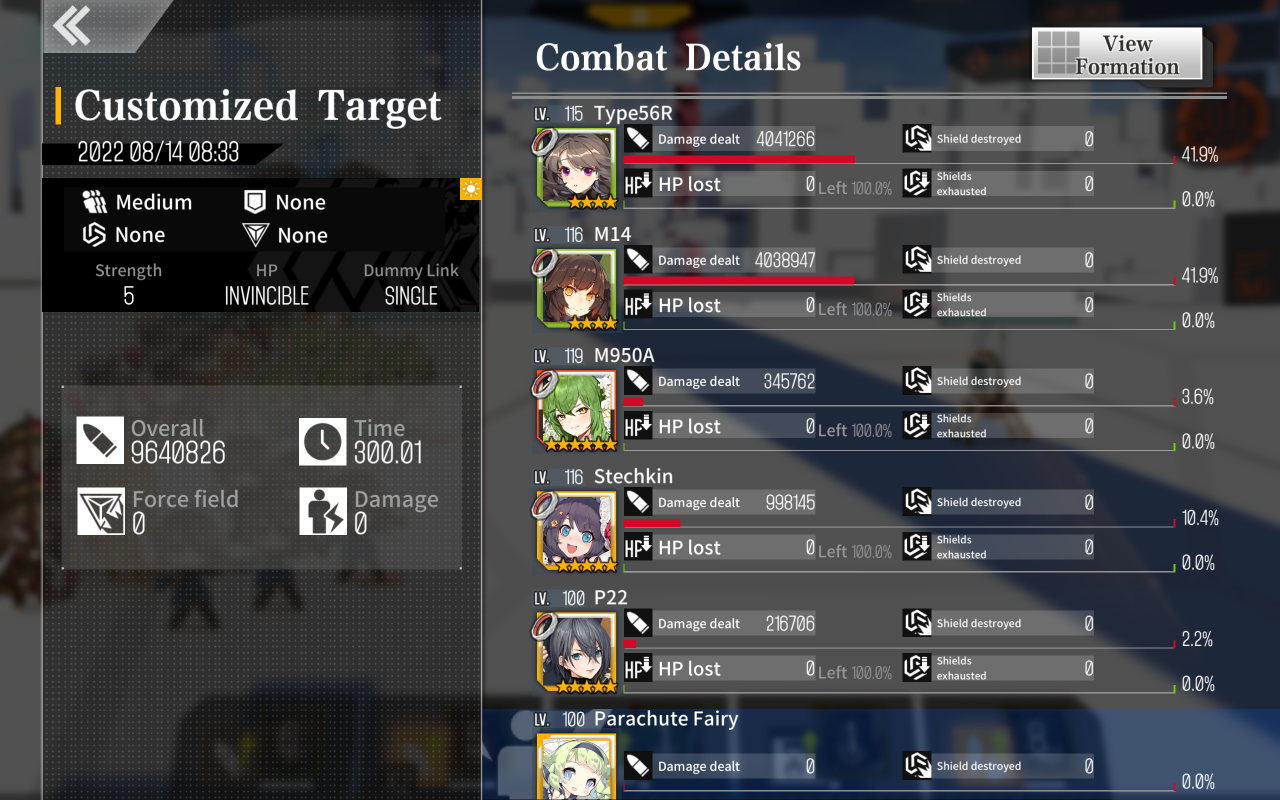 Customized Target
2022 08/14 08:33
Medium
None
None
None
Strength
HP
Dummy Link
5
INVINCIBLE
SINGLE
Overall
9640826
Time
300.01
Force field
0
Damage
0
Combat Details
View Formation
LV. 115 Type56R
Damage dealt 4041266
Shield destroyed 0
41.9%
HP lost 0 Left 100.0%
Shields exhausted 0
0.0%
LV. 116 M14
Damage dealt 4038947
Shield destroyed 0
41.9%
HP lost 0 Left 100.0%
Shields exhausted 0
0.0%
LV. 119 M950A
Damage dealt 345762
Shield destroyed 0
3.6%
HP lost 0 Left 100.0%
Shields exhausted 0
0.0%
LV. 116 Stechkin
Damage dealt 998145
Shield destroyed 0
10.4%
HP lost 0 Left 100.0%
Shields exhausted 0
0.0%
LV. 100 P22
Damage dealt 216706
Shield destroyed 0
2.2%
HP lost 0 Left 100.0%
Shields exhausted 0
0.0%
LV. 100 Parachute Fairy
Damage dealt 0
Shield destroyed 0
0.0%